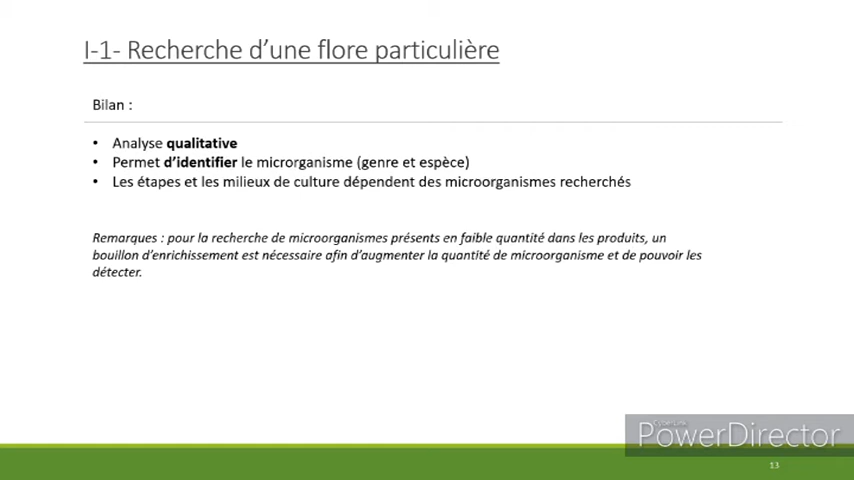 I-1- Recherche d’une flore particulière
Bilan :
• Analyse qualitative
• Permet d’identifier le microrganisme (genre et espèce)
• Les étapes et les milieux de culture dépendent des microorganismes recherchés
Remarques : pour la recherche de microorganismes présents en faible quantité dans les produits, un
bouillon d’enrichissement est nécessaire afin d’augmenter la quantité de microorganisme et de pouvoir les
détecter.
CyberLink
PowerDirector
13